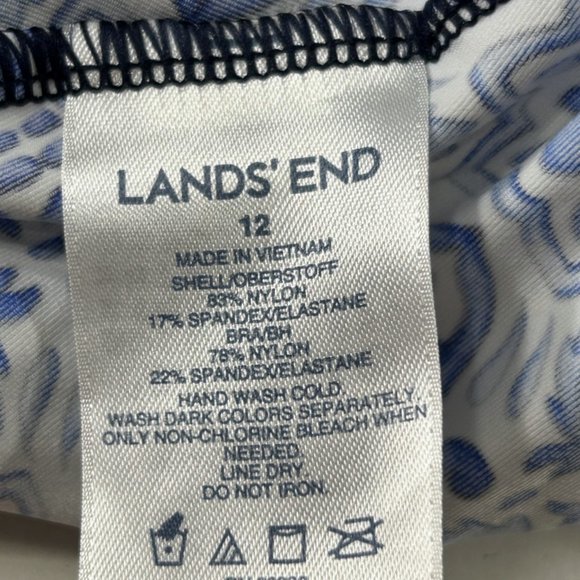 LANDS' END
12
MADE IN VIETNAM
SHELL/OBERSTOFF
83% NYLON
17% SPANDEX/ELASTANE
BRA/BH
78% NYLON
22% SPANDEX/ELASTANE
HAND WASH COLD.
WASH DARK COLORS SEPARATELY.
ONLY NON-CHLORINE BLEACH WHEN
NEEDED.
LINE DRY.
DO NOT IRON.